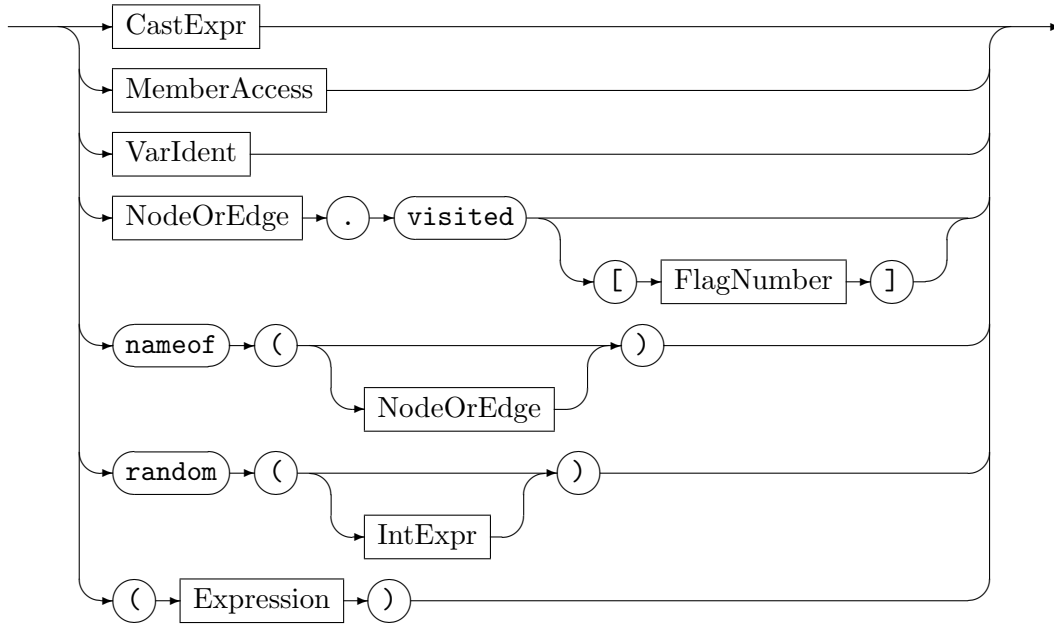 CastExpr
MemberAccess
VarIdent
NodeOrEdge . visited
[ FlagNumber ]
nameof ( )
NodeOrEdge
random ( )
IntExpr
( Expression )